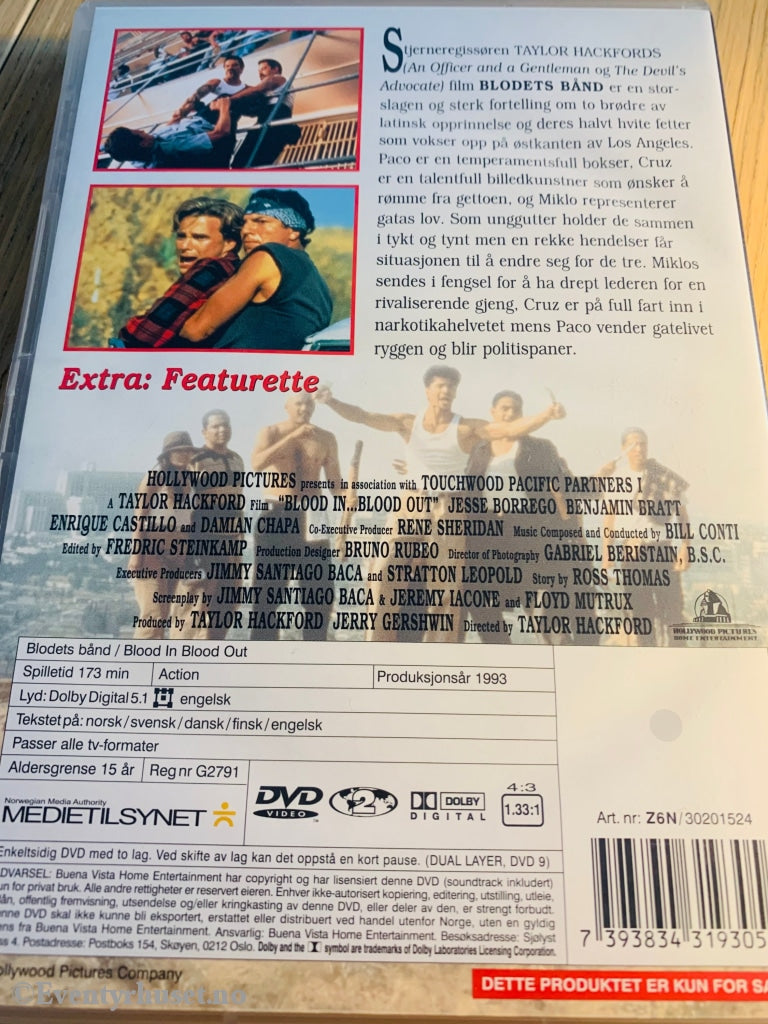 Stjerneregissøren TAYLOR HACKFORDS
(An Officer and a Gentleman og The Devil's
Advocate) film BLODETS BÅND er en stor-
slagen og sterk fortelling om to brødre av
latinsk opprinnelse og deres halvt hvite fetter
som vokser opp på østkanten av Los Angeles.
Paco er en temperamentsfull bokser, Cruz
er en talentfull billedkunstner som ønsker å
rømme fra gettoen, og Miklo representerer
gatas lov. Som unggutter holder de sammen
i tykt og tynt men en rekke hendelser får
situasjonen til å endre seg for de tre. Miklos
sendes i fengsel for å ha drept lederen for en
rivaliserende gjeng, Cruz er på full fart inn i
narkotikahelvetet mens Paco vender gatelivet
ryggen og blir politispaner.
Extra: Featurette
HOLLYWOOD PICTURES presents in association with TOUCHWOOD PACIFIC PARTNERS I
A TAYLOR HACKFORD Film "BLOOD IN...BLOOD OUT" JESSE BORREGO BENJAMIN BRATT
ENRIQUE CASTILLO and DAMIAN CHAPA Co-Executive Producer RENE SHERIDAN Music Composed and Conducted by BILL CONTI
Edited by FREDRIC STEINKAMP Production Designer BRUNO RUBEO Director of Photography GABRIEL BERISTAIN, B.S.C.
Executive Producers JIMMY SANTIAGO BACA and STRATTON LEOPOLD Story by ROSS THOMAS
Screenplay by JIMMY SANTIAGO BACA & JEREMY IACONE and FLOYD MUTRUX
Produced by TAYLOR HACKFORD JERRY GERSHWIN Directed by TAYLOR HACKFORD
HOLLYWOOD PICTURES
HOME ENTERTAINMENT
Blodets bånd / Blood In Blood Out
Spilletid 173 min Action Produksjonsår 1993
Lyd: Dolby Digital 5.1 engelsk
Tekstet på: norsk/svensk/dansk/finsk/engelsk
Passer alle tv-formater
Aldersgrense 15 år Reg nr G2791
Norwegian Media Authority
MEDIETILSYNET
DVD VIDEO
2
DOLBY DIGITAL
4:3
1.33:1
Art. nr: Z6N/30201524
Enkeltsidig DVD med to lag. Ved skifte av lag kan det oppstå en kort pause. (DUAL LAYER, DVD 9)
DVARSEL: Buena Vista Home Entertainment har copyright og har lisensiert denne DVD (soundtrack inkludert)
un for privat bruk. Alle andre rettigheter er reservert eieren. Enhver ikke-autorisert kopiering, editering, utstilling, utleie,
lån, offentlig fremvisning, utsendelse og/eller kringkasting av denne DVD, eller deler av den, er strengt forbudt.
nne DVD skal ikke kunne bli eksportert, erstattet eller distribuert ved handel utenfor Norge, uten en gyldig
ens fra Buena Vista Home Entertainment. Ansvarlig: Buena Vista Home Entertainment. Besøksadresse: Sjølyst
ss 4. Postadresse: Postboks 154, Skøyen, 0212 Oslo. Dolby and the symbol are trademarks of Dolby Laboratories Licensing Corporation.
7 393834 319305
ollywood Pictures Company
DETTE PRODUKTET ER KUN FOR SA
©Eventyrhuset.no